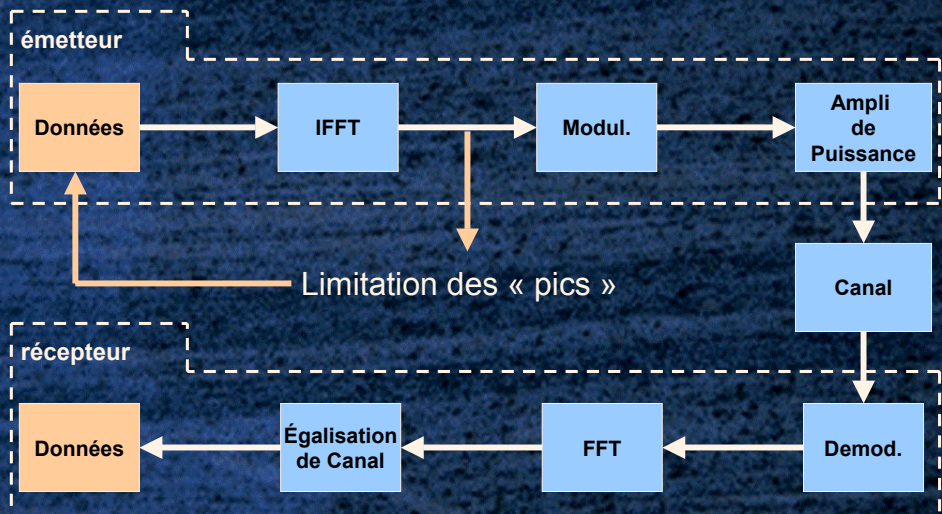 émetteur
Données
IFFT
Modul.
Ampli
de
Puissance
Limitation des « pics »
Canal
récepteur
Données
Égalisation
de Canal
FFT
Demod.